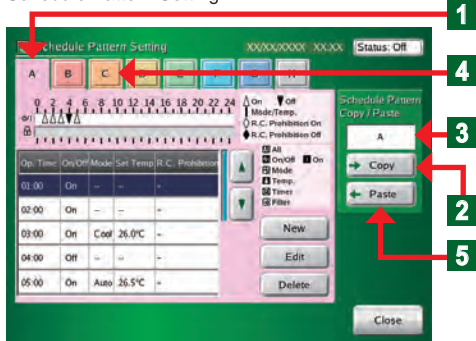 Schedule Pattern Setting
XX/XX/XXXX XX:XX
Status: Off
1
A
B
C
4
0 2 4 6 8 10 12 14 16 18 20 22 24
On Off
Mode/Temp.
R.C. Prohibition On
R.C. Prohibition Off
Schedule Pattern
Copy / Paste
A
3
All
On/Off On
Mode
Temp.
Timer
Filter
Op. Time On/Off Mode Set Temp R.C. Prohibition
01:00 On -- -- -
02:00 On -- -- -
03:00 On Cool 26.0°C -
04:00 Off -- -- -
05:00 On Auto 26.5°C -
Copy
2
Paste
5
New
Edit
Delete
Close